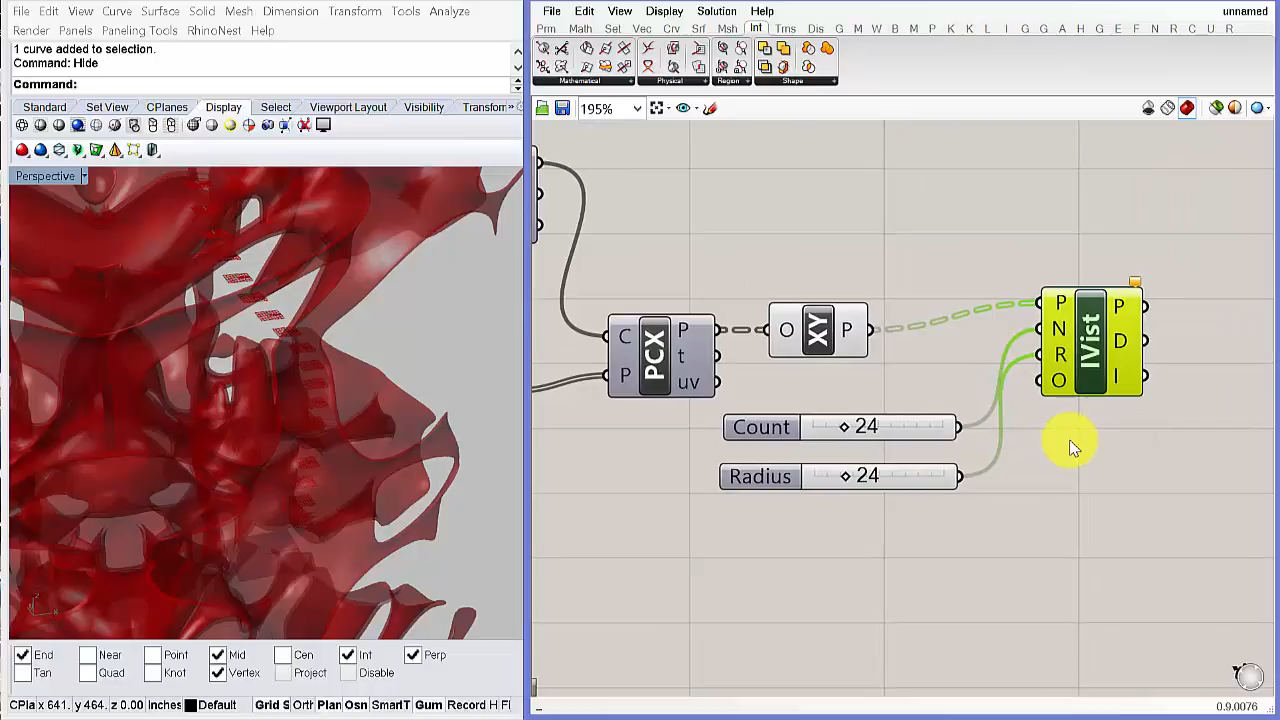 File Edit View Curve Surface Solid Mesh Dimension Transform Tools Analyze
Render Panels Paneling Tools RhinoNest Help
1 curve added to selection.
Command: Hide
Command:
Standard Set View CPlanes Display Select Viewport Layout Visibility Transform »
Perspective
End Near Point Mid Cen Int Perp
Tan Quad Knot Vertex Project Disable
CPla x 641. y 464. z 0.00 Inches Default Grid S Orth Plan Osn SmartT Gum Record H Fi
File Edit View Display Solution Help unnamed
Prm Math Set Vec Crv Srf Msh Int Trns Dis G W M P K L I G G A H G E F W C U R
Mathematical Physical Region Shape
195%
C P PCX P t uv
O XY P
P N R O IVist P D I
Count 24
Radius 24
0.9.0076